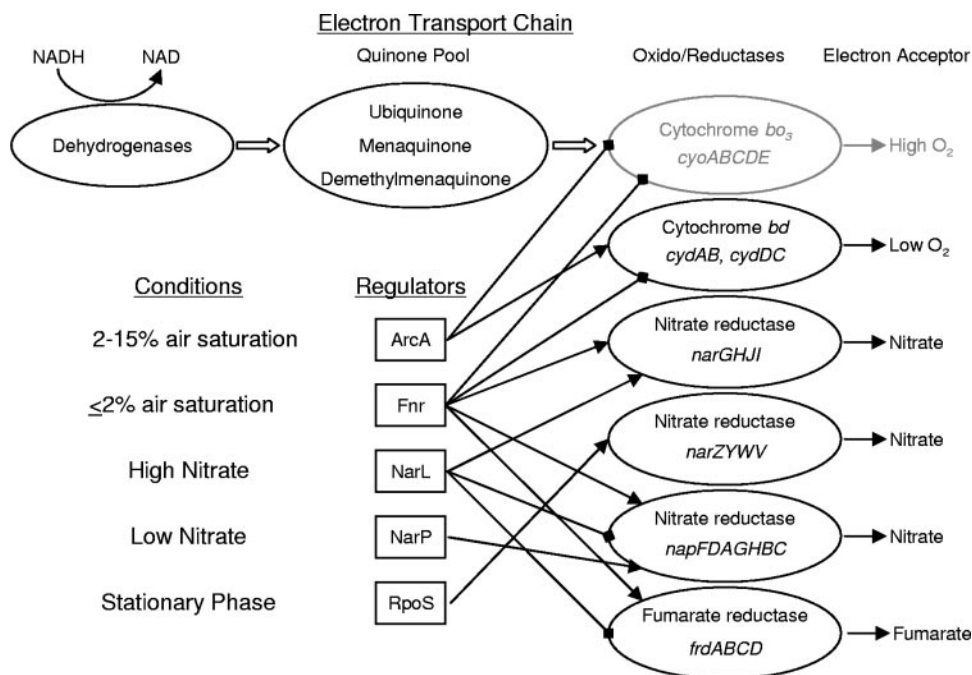 Electron Transport Chain
NADH NAD Quinone Pool Oxido/Reductases Electron Acceptor
Dehydrogenases
Ubiquinone
Menaquinone
Demethylmenaquinone
Cytochrome bo3
cyoABCDE
High O2
Cytochrome bd
cydAB, cydDC
Low O2
Conditions Regulators
2-15% air saturation ArcA
Nitrate reductase
narGHJI
Nitrate
≤2% air saturation Fnr
Nitrate reductase
narZYWV
Nitrate
High Nitrate NarL
Nitrate reductase
napFDAGHBC
Nitrate
Low Nitrate NarP
Stationary Phase RpoS
Fumarate reductase
frdABCD
Fumarate